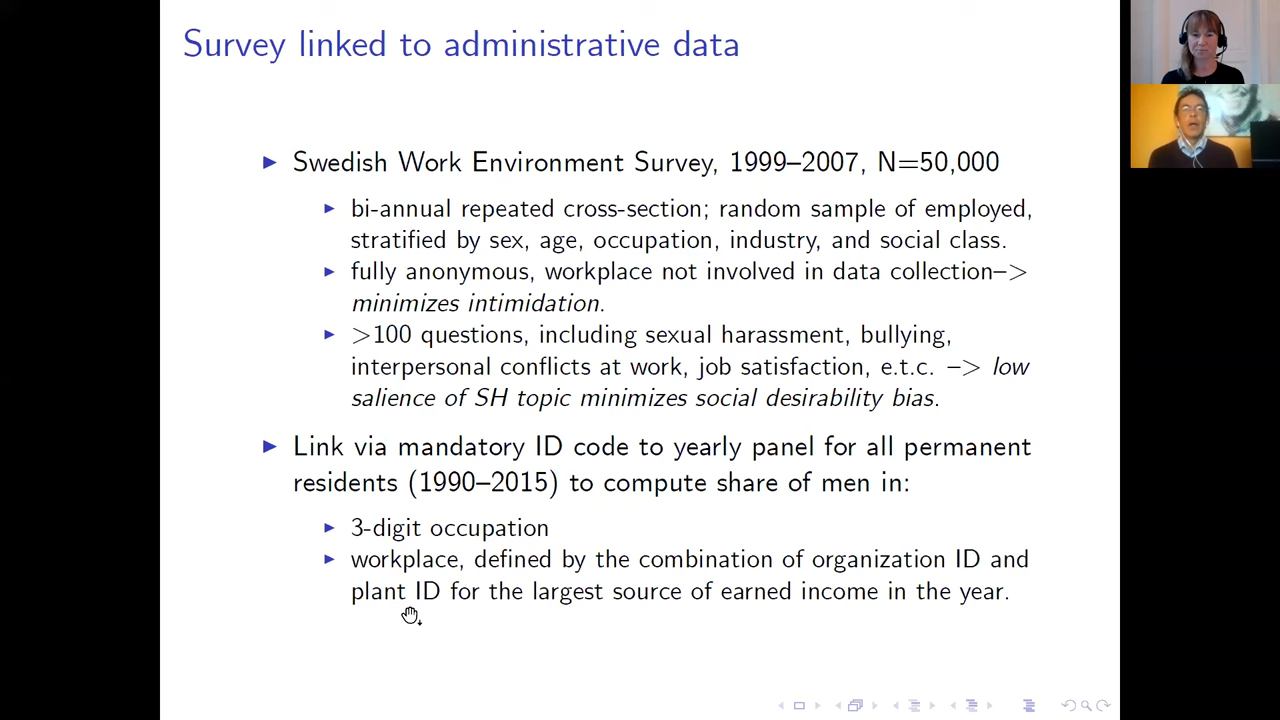 Survey linked to administrative data
▶ Swedish Work Environment Survey, 1999–2007, N=50,000
▶ bi-annual repeated cross-section; random sample of employed,
stratified by sex, age, occupation, industry, and social class.
▶ fully anonymous, workplace not involved in data collection–>
minimizes intimidation.
▶ >100 questions, including sexual harassment, bullying,
interpersonal conflicts at work, job satisfaction, e.t.c. –> low
salience of SH topic minimizes social desirability bias.
▶ Link via mandatory ID code to yearly panel for all permanent
residents (1990–2015) to compute share of men in:
▶ 3-digit occupation
▶ workplace, defined by the combination of organization ID and
plant ID for the largest source of earned income in the year.